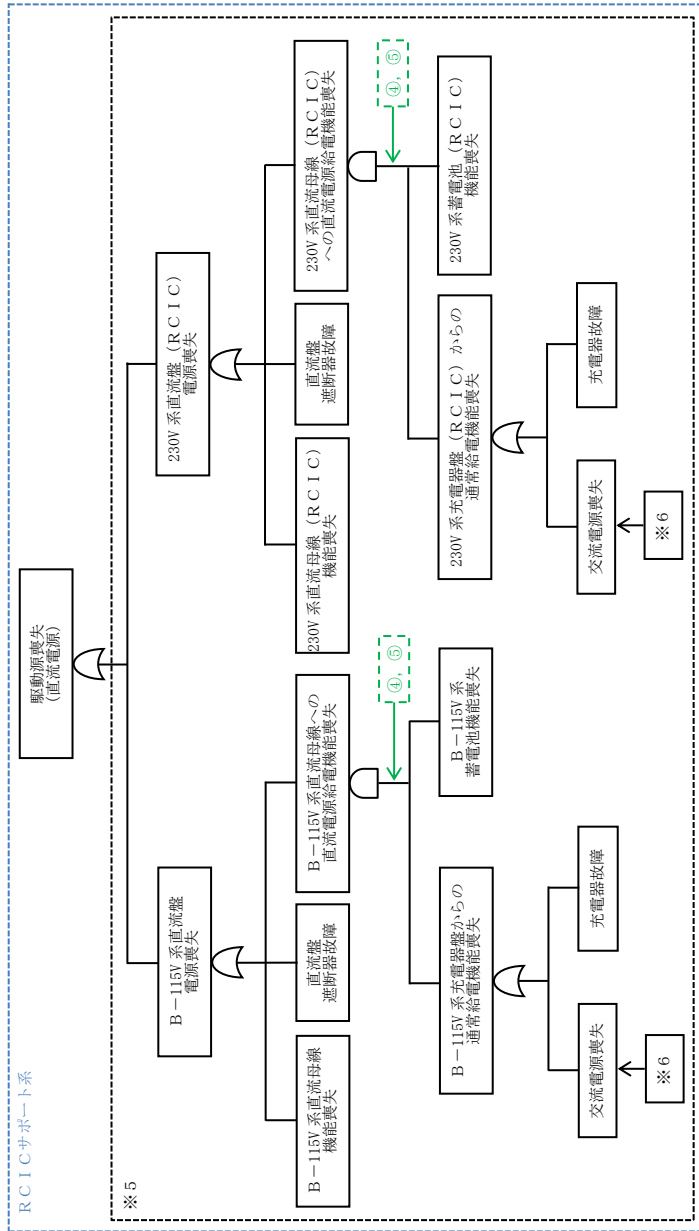 RCICサポート系
※5
駆動源喪失
(直流電源)
B－115V 系直流盤
電源喪失
230V 系直流盤（RCIC）
電源喪失
B－115V 系直流母線
機能喪失
直流盤
遮断器故障
B－115V 系直流母線への
直流電源給電機能喪失
230V 系直流母線（RCIC）
機能喪失
直流盤
遮断器故障
230V 系直流母線（RCIC）
への直流電源給電機能喪失
④, ⑤
④, ⑤
B－115V 系充電器盤からの
通常給電機能喪失
B－115V 系
蓄電池機能喪失
230V 系充電器盤（RCIC）からの
通常給電機能喪失
230V 系蓄電池（RCIC）
機能喪失
交流電源喪失
充電器故障
交流電源喪失
充電器故障
※6
※6